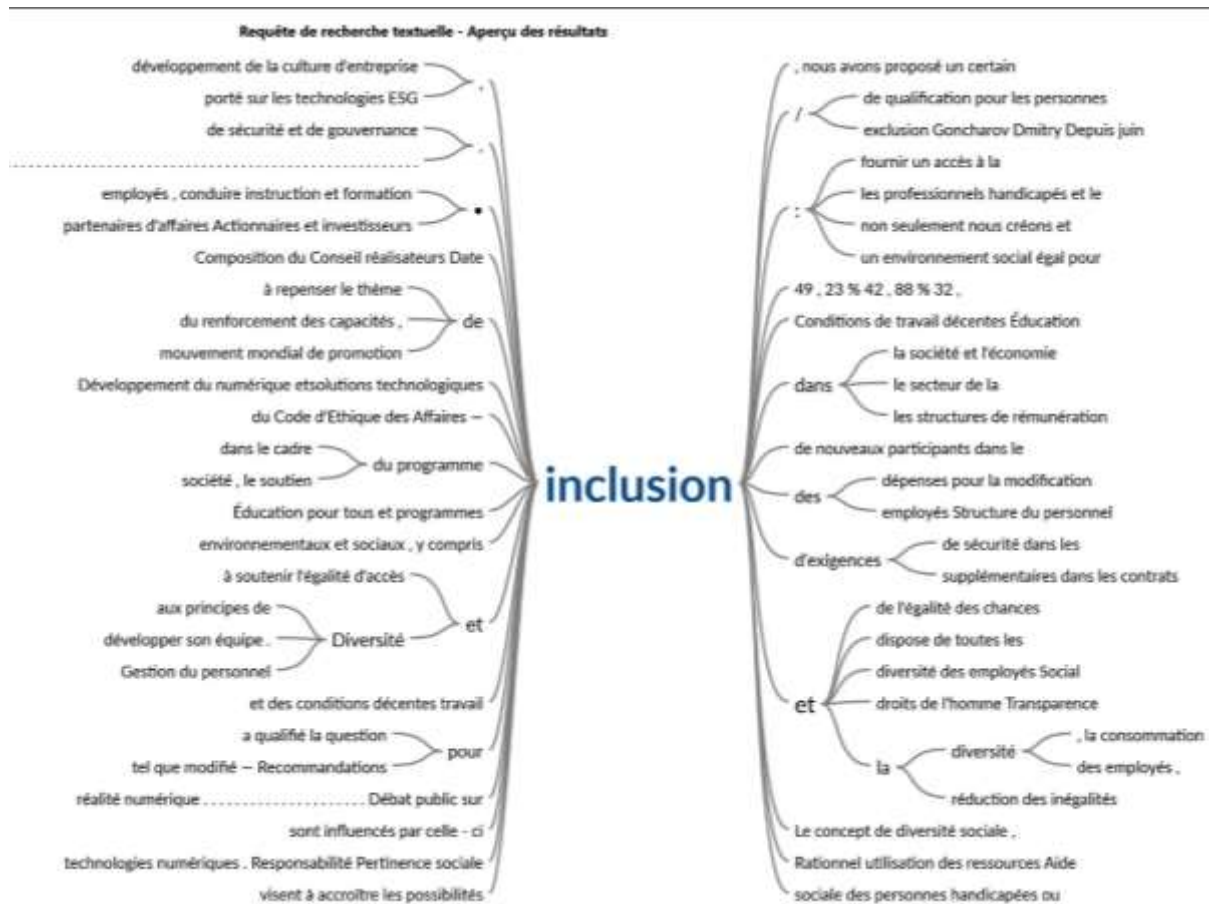 Requête de recherche textuelle - Aperçu des résultats
développement de la culture d'entreprise
porté sur les technologies ESG
,
de sécurité et de gouvernance
.
employés , conduire instruction et formation
partenaires d'affaires Actionnaires et investisseurs
•
Composition du Conseil réalisateurs Date
à repenser le thème
du renforcement des capacités ,
mouvement mondial de promotion
de
Développement du numérique etsolutions technologiques
du Code d'Ethique des Affaires –
dans le cadre
société , le soutien
du programme
Éducation pour tous et programmes
environnementaux et sociaux , y compris
à soutenir l'égalité d'accès
aux principes de
développer son équipe .
Gestion du personnel
Diversité
et
et des conditions décentes travail
a qualifié la question
tel que modifié – Recommandations
pour
réalité numérique . . . . . . . . . . . . . . . . . . . . . Débat public sur
sont influencés par celle - ci
technologies numériques . Responsabilité Pertinence sociale
visent à accroître les possibilités
inclusion
, nous avons proposé un certain
/
de qualification pour les personnes
exclusion Goncharov Dmitry Depuis juin
:
fournir un accès à la
les professionnels handicapés et le
non seulement nous créons et
un environnement social égal pour
49 , 23 % 42 , 88 % 32 ,
Conditions de travail décentes Éducation
dans
la société et l'économie
le secteur de la
les structures de rémunération
de nouveaux participants dans le
des
dépenses pour la modification
employés Structure du personnel
d'exigences
de sécurité dans les
supplémentaires dans les contrats
et
de l'égalité des chances
dispose de toutes les
diversité des employés Social
droits de l'homme Transparence
la
diversité
, la consommation
des employés ,
réduction des inégalités
Le concept de diversité sociale ,
Rationnel utilisation des ressources Aide
sociale des personnes handicapées ou